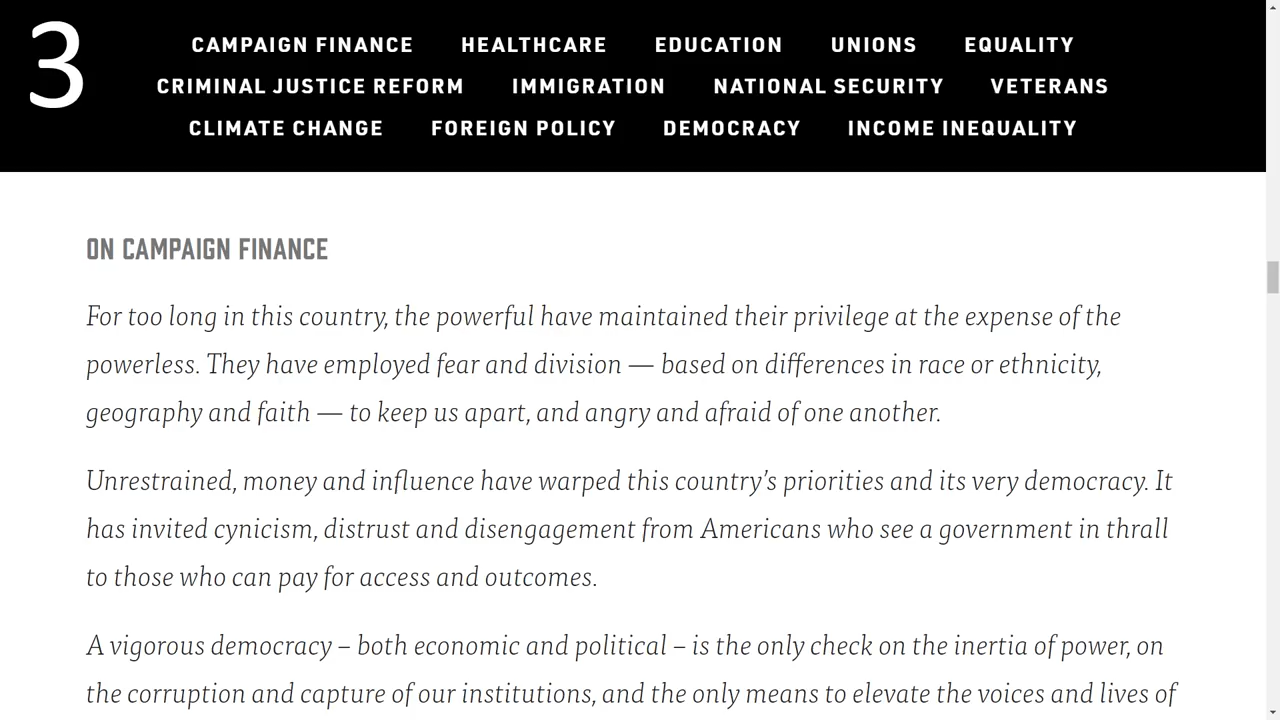 3
CAMPAIGN FINANCE HEALTHCARE EDUCATION UNIONS EQUALITY
CRIMINAL JUSTICE REFORM IMMIGRATION NATIONAL SECURITY VETERANS
CLIMATE CHANGE FOREIGN POLICY DEMOCRACY INCOME INEQUALITY
ON CAMPAIGN FINANCE
For too long in this country, the powerful have maintained their privilege at the expense of the
powerless. They have employed fear and division — based on differences in race or ethnicity,
geography and faith — to keep us apart, and angry and afraid of one another.
Unrestrained, money and influence have warped this country’s priorities and its very democracy. It
has invited cynicism, distrust and disengagement from Americans who see a government in thrall
to those who can pay for access and outcomes.
A vigorous democracy – both economic and political – is the only check on the inertia of power, on
the corruption and capture of our institutions, and the only means to elevate the voices and lives of